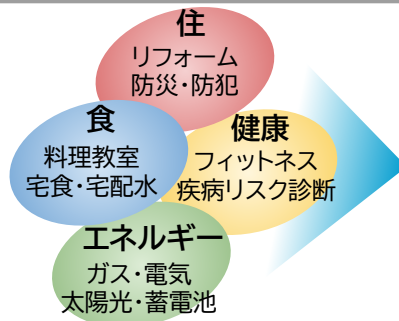 住
リフォーム
防災・防犯
食
料理教室
宅食・宅配水
健康
フィットネス
疾病リスク診断
エネルギー
ガス・電気
太陽光・蓄電池